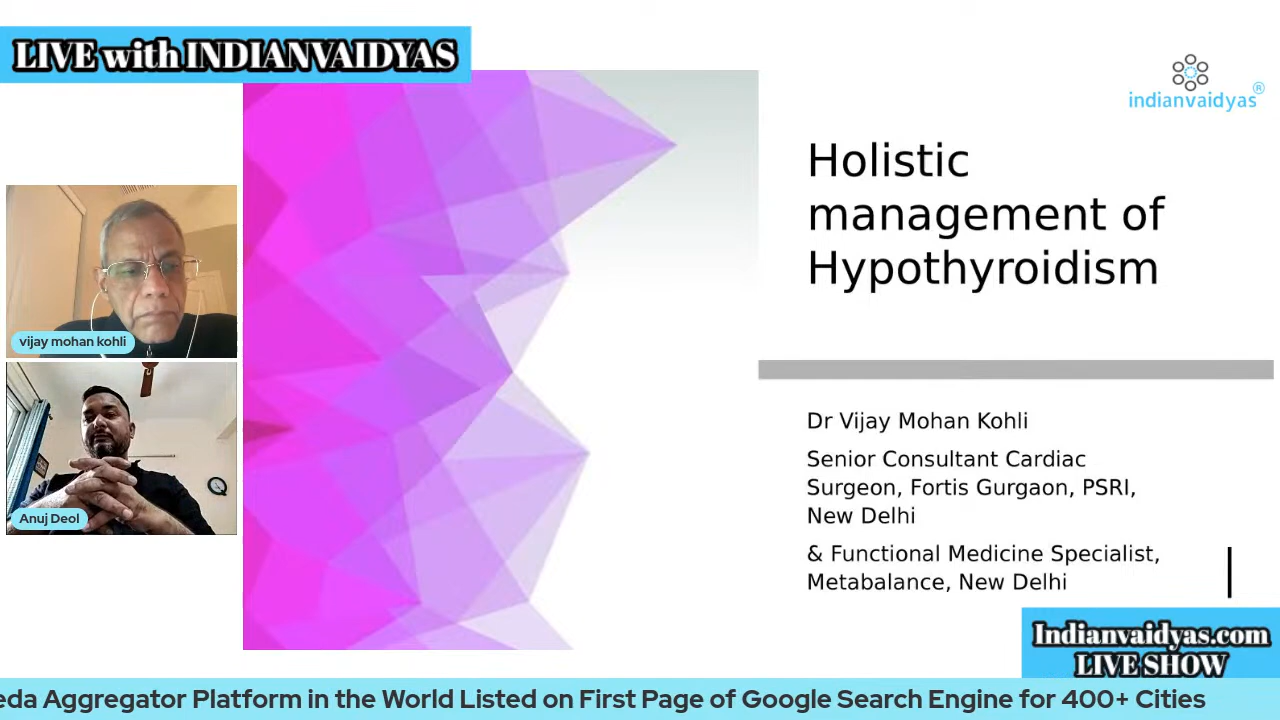 LIVE with INDIANVAIDYAS
indianvaidyas®
Holistic
management of
Hypothyroidism
vijay mohan kohli
Anuj Deol
Dr Vijay Mohan Kohli
Senior Consultant Cardiac
Surgeon, Fortis Gurgaon, PSRI,
New Delhi
& Functional Medicine Specialist,
Metabalance, New Delhi
Indianvaidyas.com
LIVE SHOW
eda Aggregator Platform in the World Listed on First Page of Google Search Engine for 400+ Cities